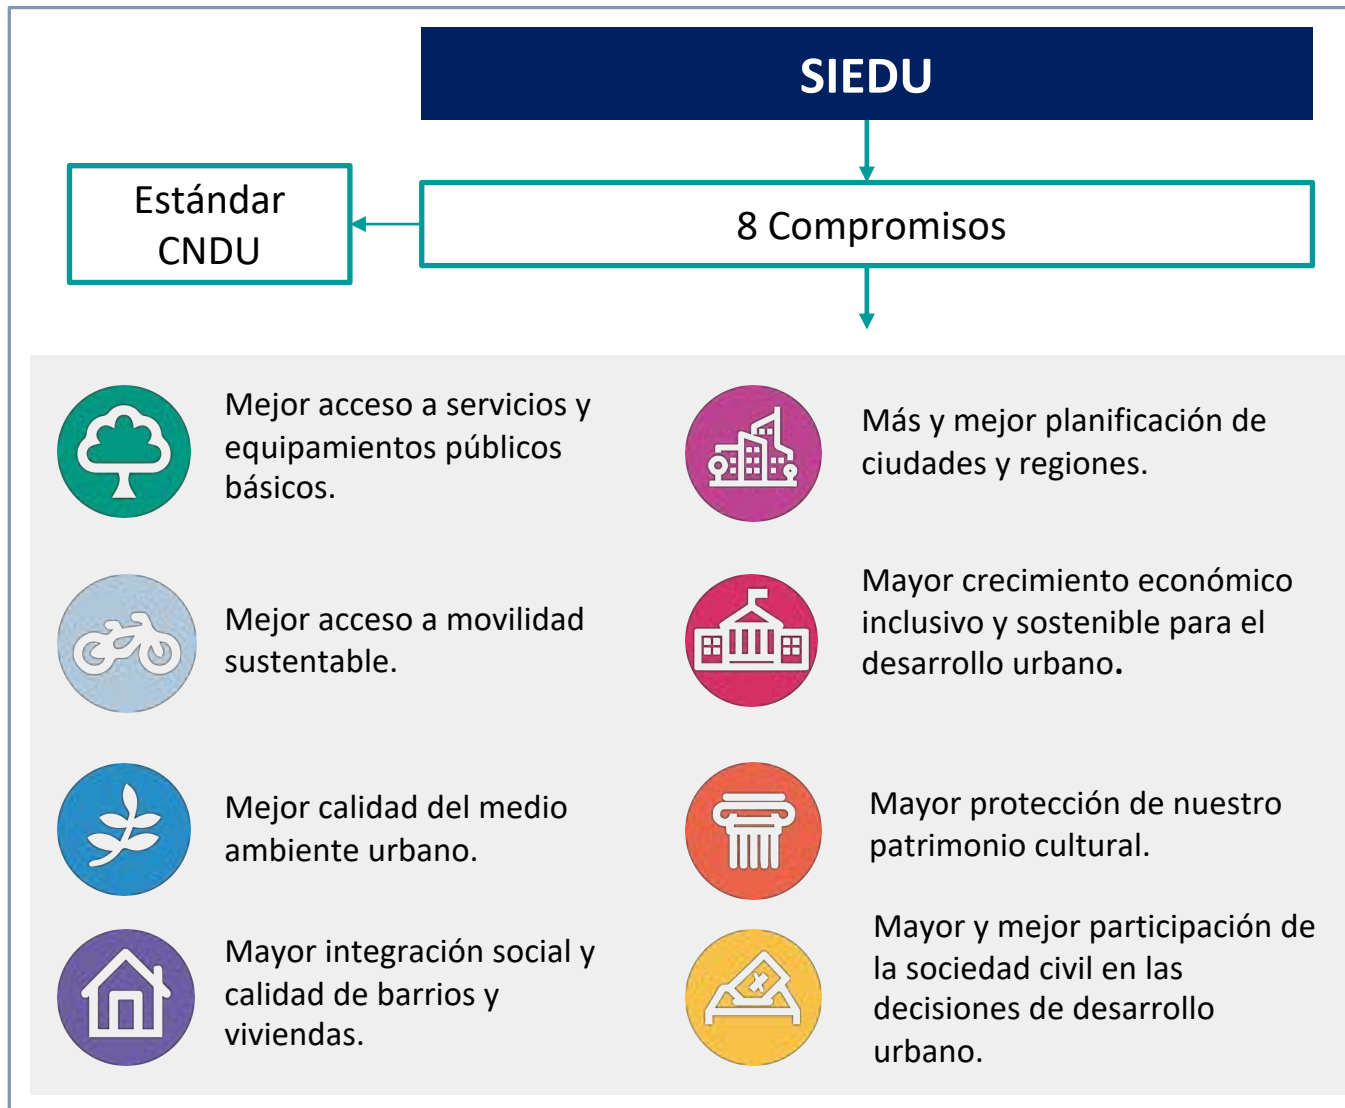 SIEDU
Estándar
CNDU
8 Compromisos
Mejor acceso a servicios y
equipamientos públicos
básicos.
Mejor acceso a movilidad
sustentable.
Mejor calidad del medio
ambiente urbano.
Mayor integración social y
calidad de barrios y
viviendas.
Más y mejor planificación de
ciudades y regiones.
Mayor crecimiento económico
inclusivo y sostenible para el
desarrollo urbano.
Mayor protección de nuestro
patrimonio cultural.
Mayor y mejor participación de
la sociedad civil en las
decisiones de desarrollo
urbano.